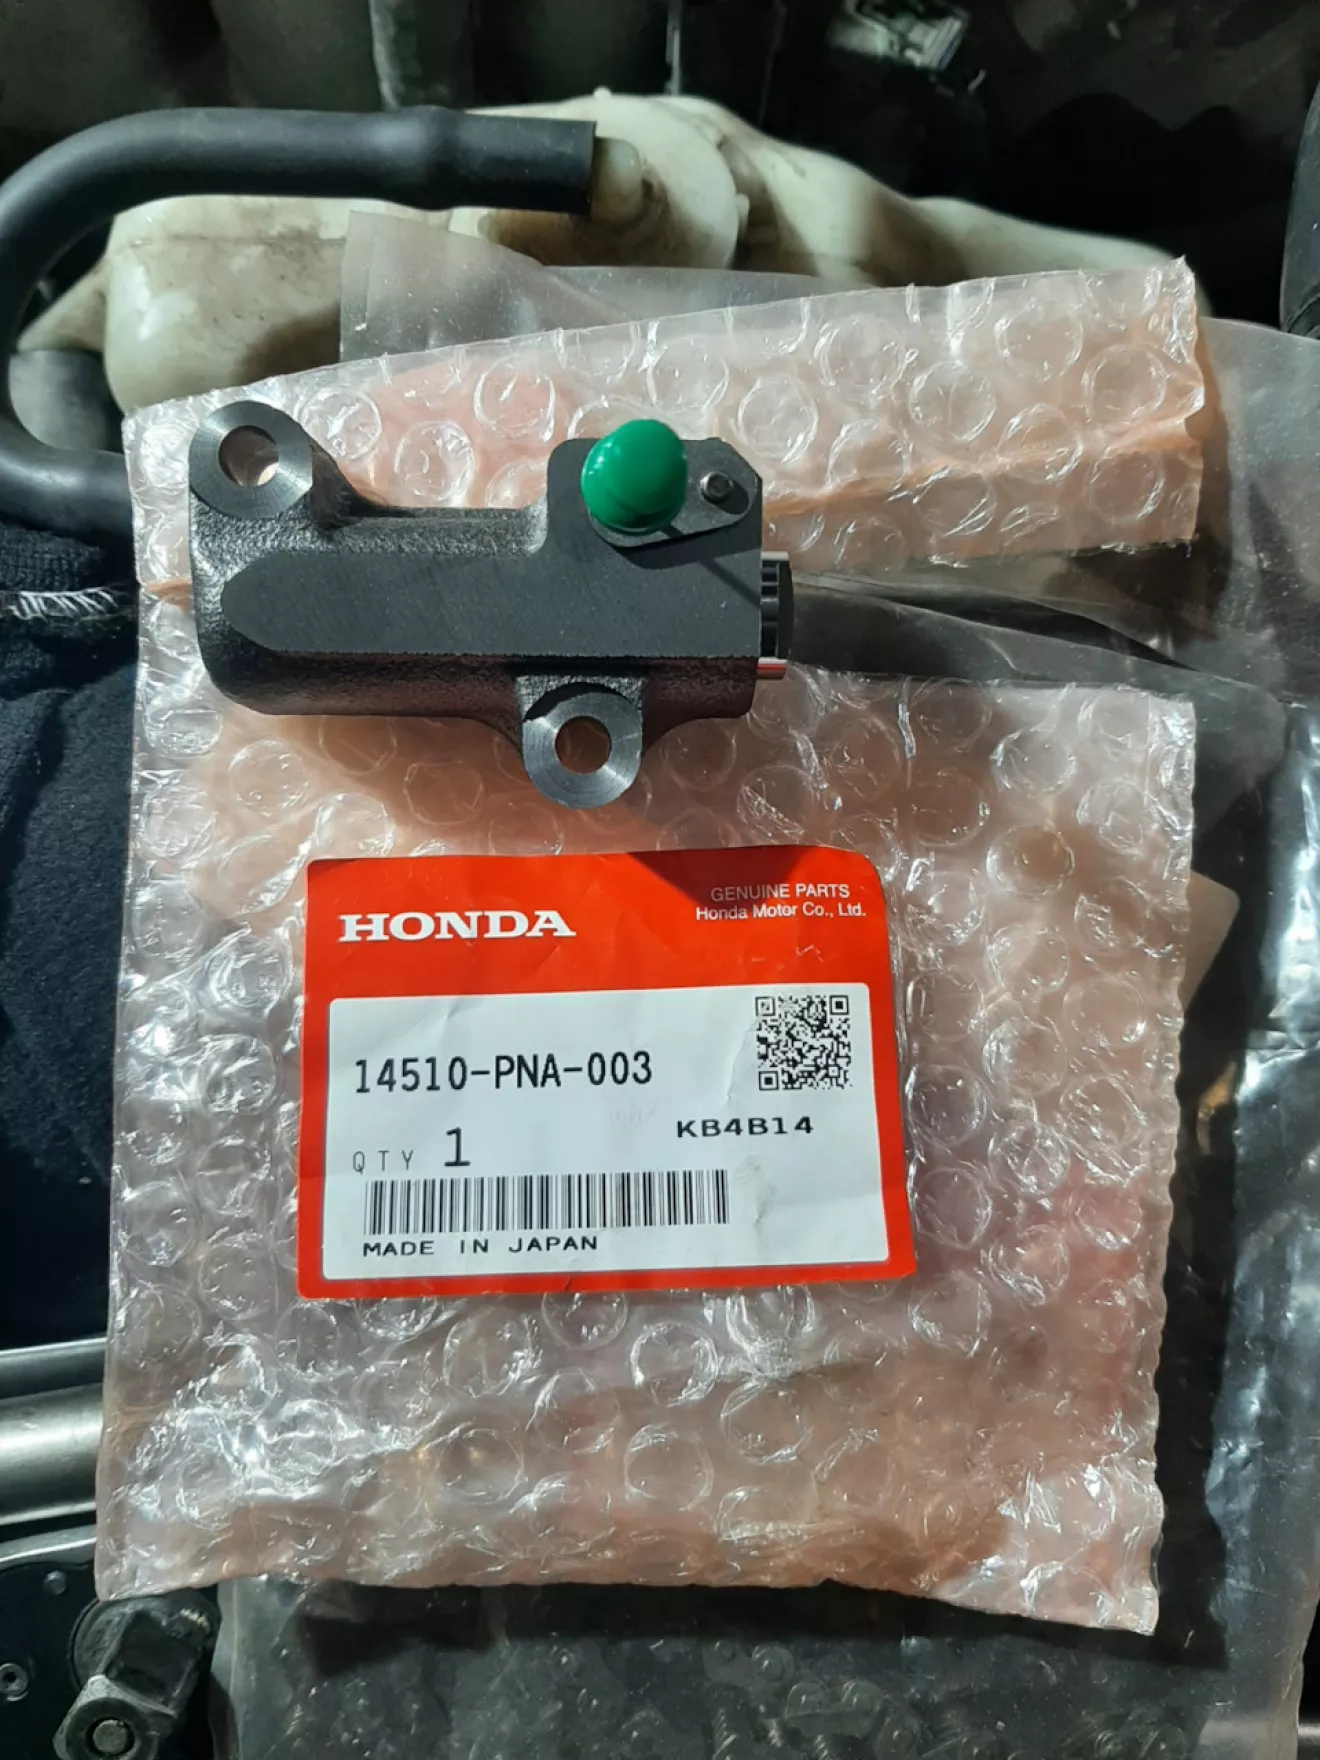 HONDA
GENUINE PARTS
Honda Motor Co., Ltd.
14510-PNA-003
KB4B14
QTY 1
MADE IN JAPAN